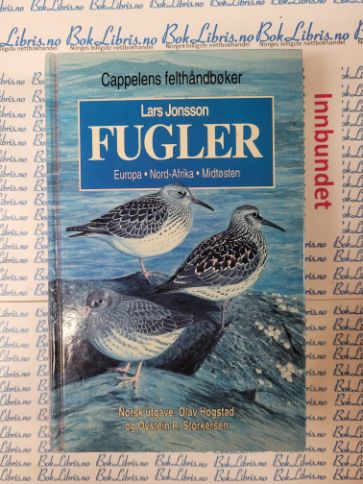 BokLibris.no
Norges billigste nettbokhandel
Cappelens felthåndbøker
Lars Jonsson
FUGLER
Europa • Nord-Afrika • Midtøsten
Norsk utgave: Olav Hogstad
og Øystein R. Størkersen
Innbundet